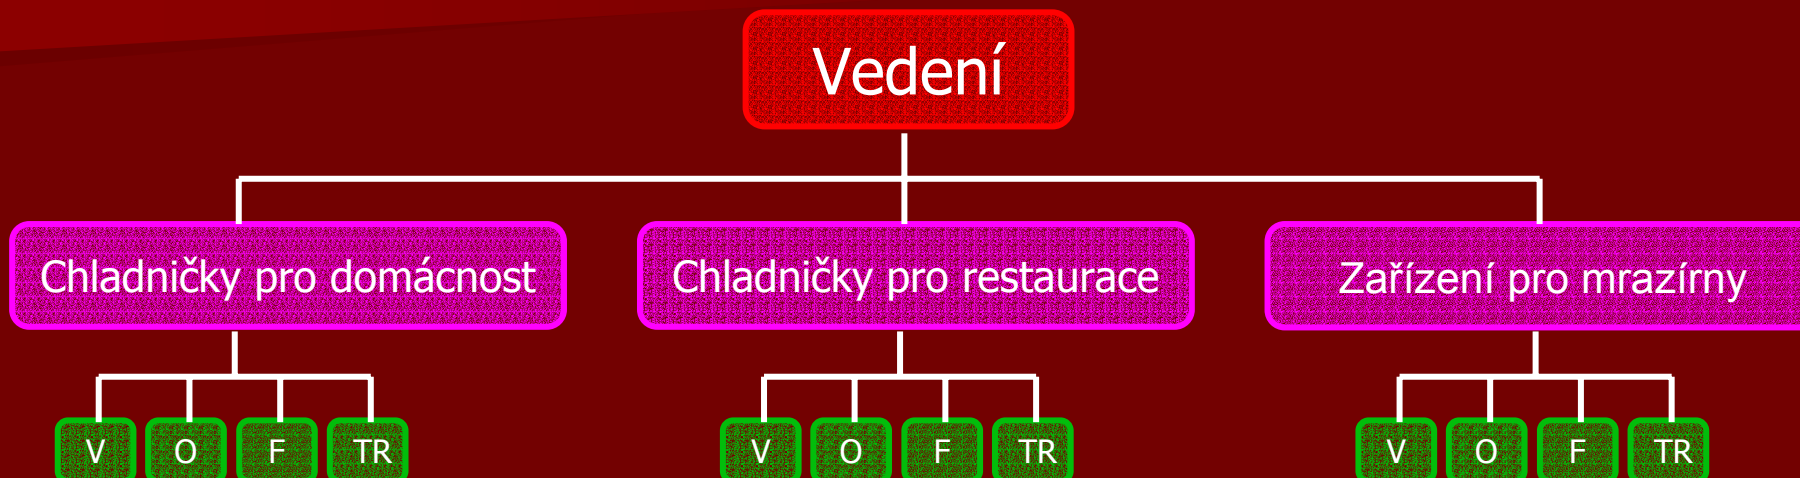 Vedení
Chladničky pro domácnost
Chladničky pro restaurace
Zařízení pro mrazírny
V O F TR
V O F TR
V O F TR